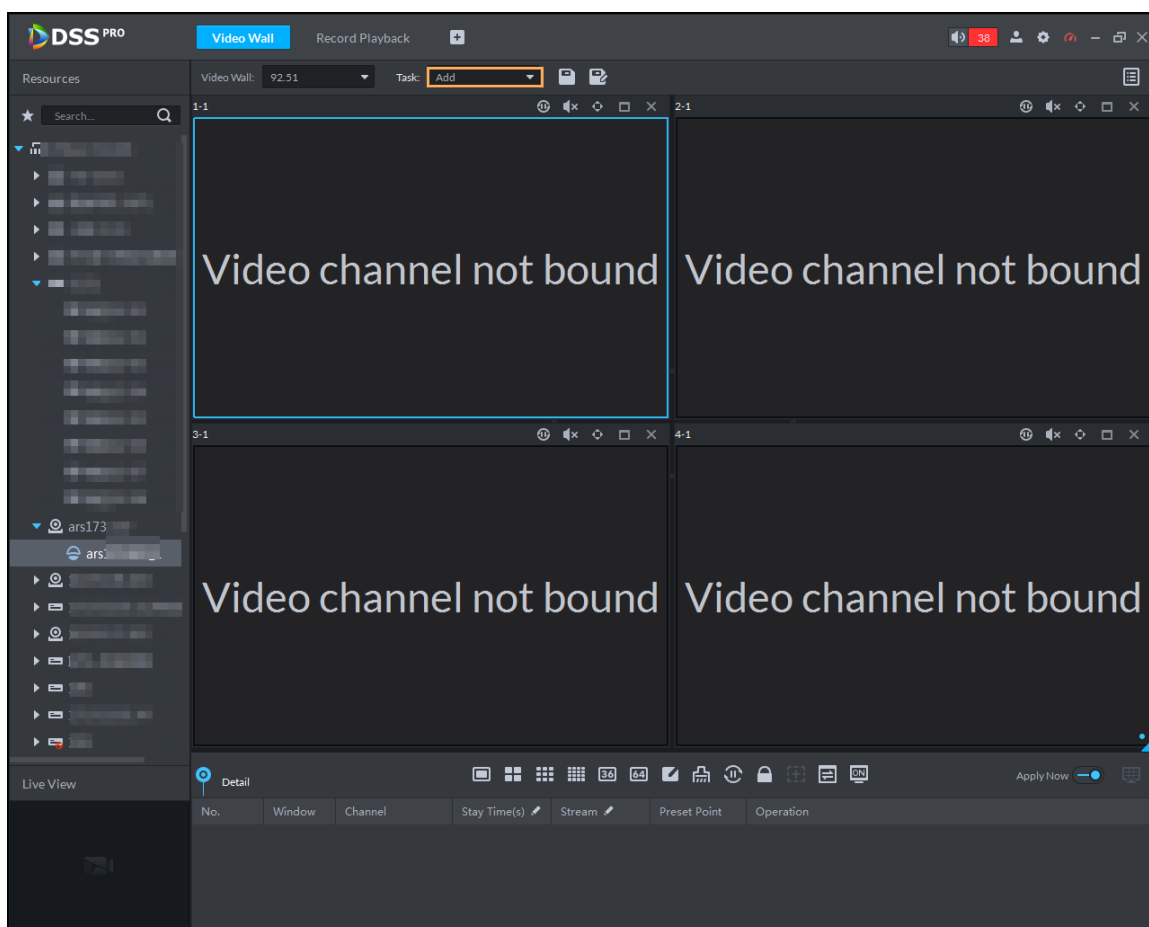 DSS PRO
Video Wall
Record Playback
38
Resources
Video Wall:
92.51
Task:
Add
Search...
1-1
2-1
Video channel not bound
Video channel not bound
3-1
4-1
Video channel not bound
Video channel not bound
ars173
ars
Live View
Detail
36
64
ON
Apply Now
No.
Window
Channel
Stay Time(s)
Stream
Preset Point
Operation